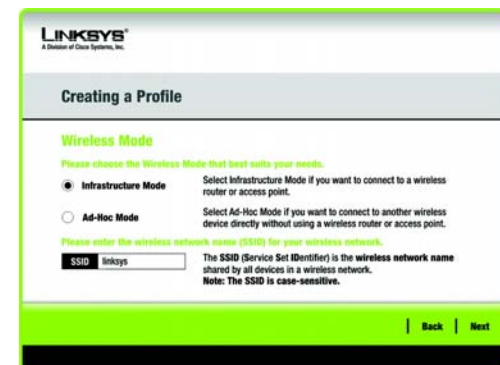 LINKSYS®
A Division of Cisco Systems, Inc.
Creating a Profile
Wireless Mode
Please choose the Wireless Mode that best suits your needs.
Infrastructure Mode
Select Infrastructure Mode if you want to connect to a wireless
router or access point.
Ad-Hoc Mode
Select Ad-Hoc Mode if you want to connect to another wireless
device directly without using a wireless router or access point.
Please enter the wireless network name (SSID) for your wireless network.
SSID linksys
The SSID (Service Set IDentifier) is the wireless network name
shared by all devices in a wireless network.
Note: The SSID is case-sensitive.
Back Next